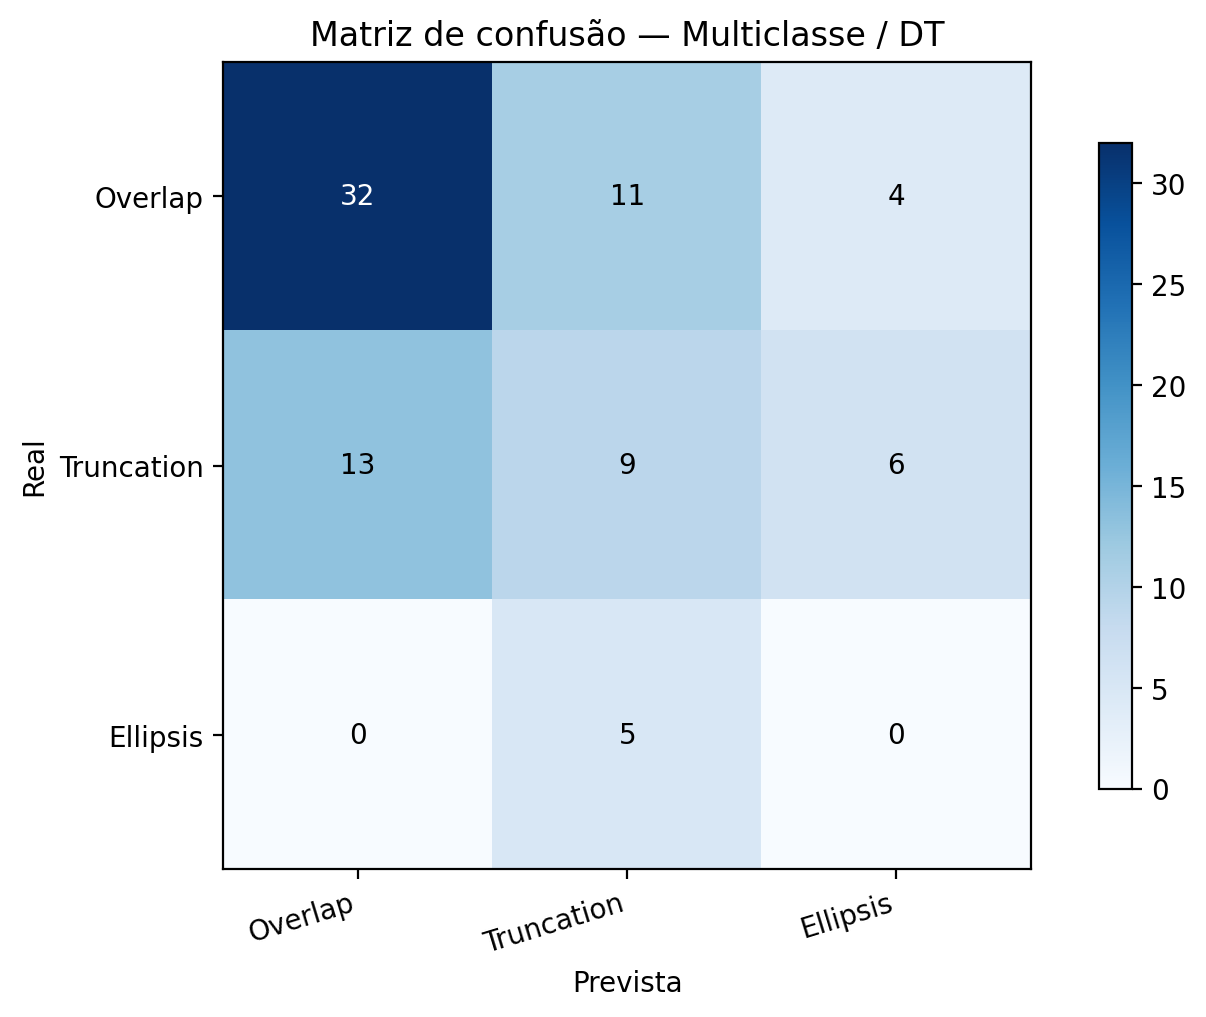 Matriz de confusão — Multiclasse / DT
Overlap
32
11
4
Truncation
13
9
6
Ellipsis
0
5
0
Real
Overlap
Truncation
Ellipsis
Prevista
30
25
20
15
10
5
0